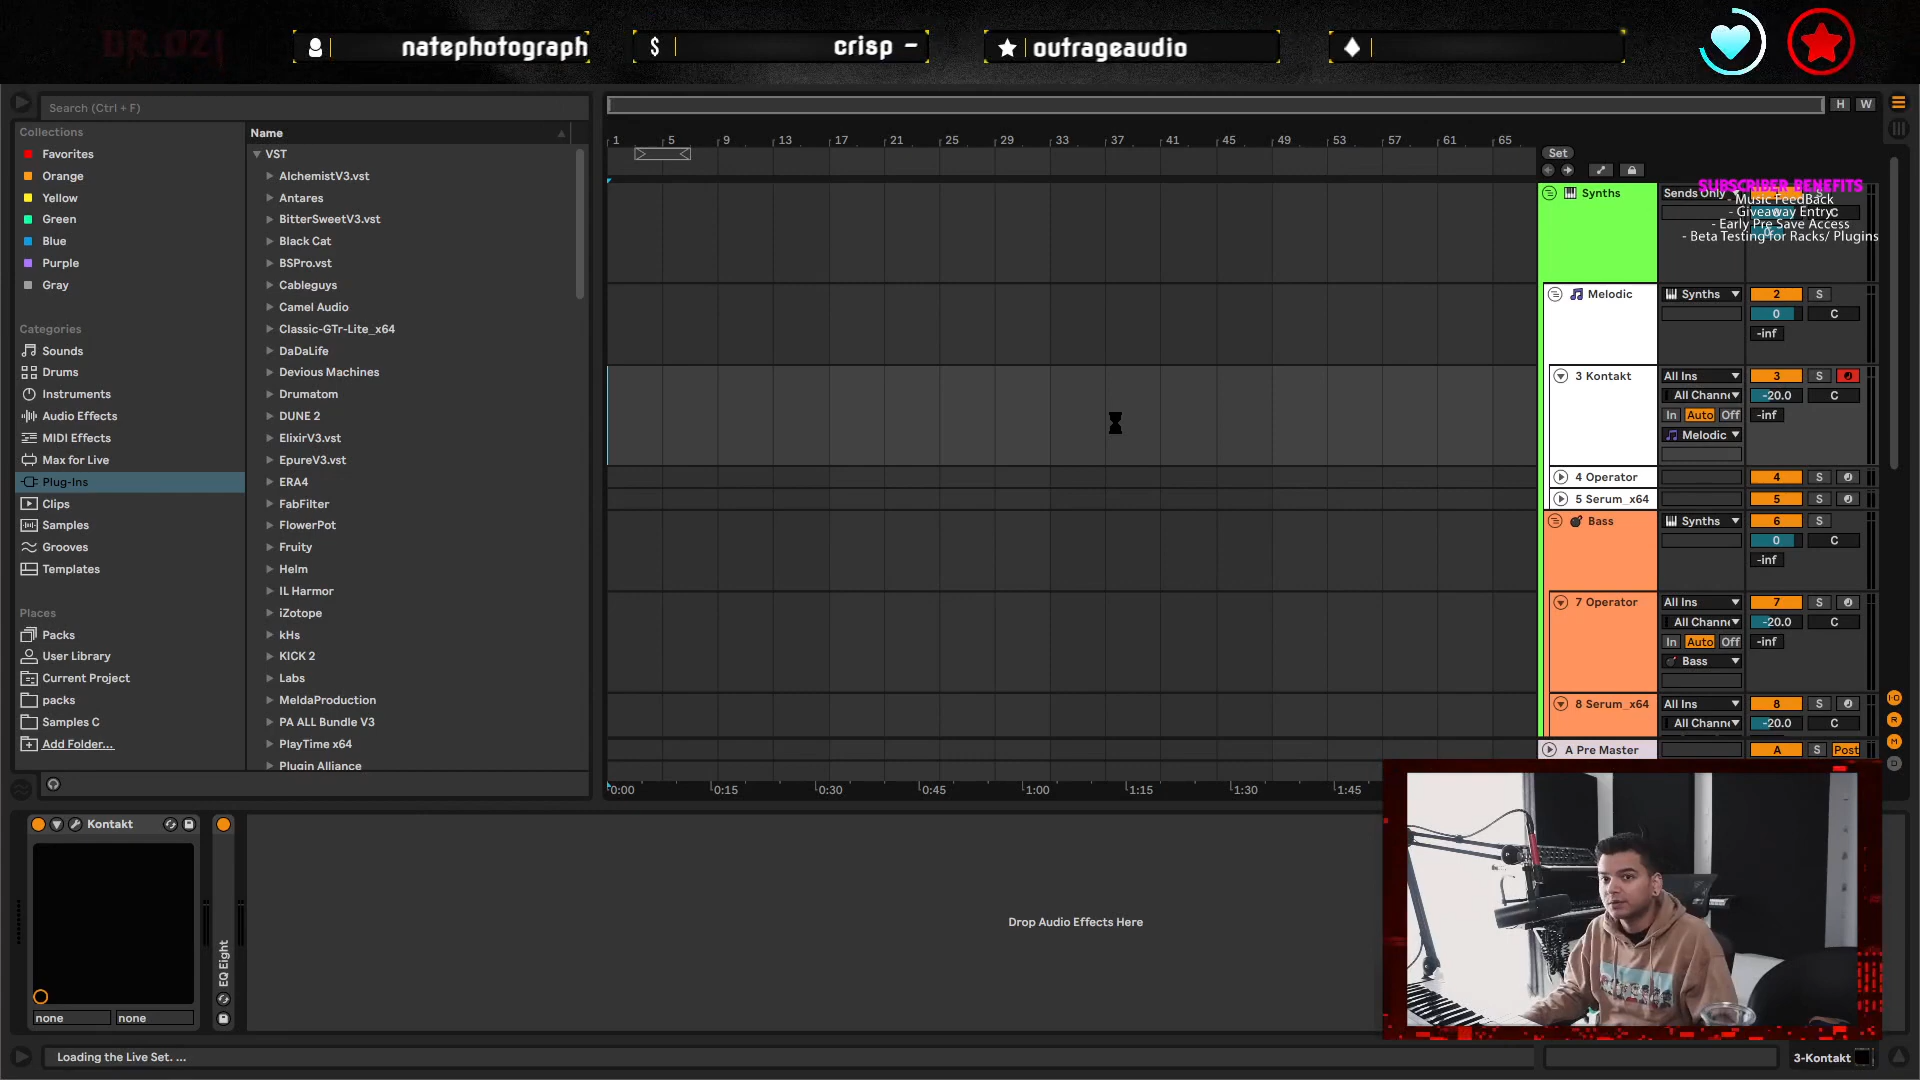 DR.OZI
natephotograph
$ crisp -
outrageaudio
Search (Ctrl + F)
Collections
Favorites
Orange
Yellow
Green
Blue
Purple
Gray
Categories
Sounds
Drums
Instruments
Audio Effects
MIDI Effects
Max for Live
Plug-Ins
Clips
Samples
Grooves
Templates
Places
Packs
User Library
Current Project
packs
Samples C
Add Folder...
Name
VST
AlchemistV3.vst
Antares
BitterSweetV3.vst
Black Cat
BSPro.vst
Cableguys
Camel Audio
Classic-GTr-Lite_x64
DaDaLife
Devious Machines
Drumatom
DUNE 2
ElixirV3.vst
EpureV3.vst
ERA4
FabFilter
FlowerPot
Fruity
Helm
IL Harmor
iZotope
kHs
KICK 2
Labs
MeldaProduction
PA ALL Bundle V3
PlayTime x64
Plugin Alliance
H W
1 5 9 13 17 21 25 29 33 37 41 45 49 53 57 61 65
Set
SUBSCRIBER BENEFITS
- Music FeedBack
- Giveaway Entry
- Early Pre Save Access
- Beta Testing for Racks/ Plugins
Synths Sends Only S
C
Melodic Synths 2 S
0 C
-inf
3 Kontakt All Ins 3 S
All Chann -20.0 C
In Auto Off -inf
Melodic
4 Operator 4 S
5 Serum_x64 5 S
Bass Synths 6 S
0 C
-inf
7 Operator All Ins 7 S
All Chann -20.0 C
In Auto Off -inf
Bass
8 Serum_x64 All Ins 8 S
All Chann -20.0 C
A Pre Master A S Post
I·O
R
M
D
0:00 0:15 0:30 0:45 1:00 1:15 1:30 1:45
Kontakt
none none
EQ Eight
Drop Audio Effects Here
Loading the Live Set. ...
3-Kontakt